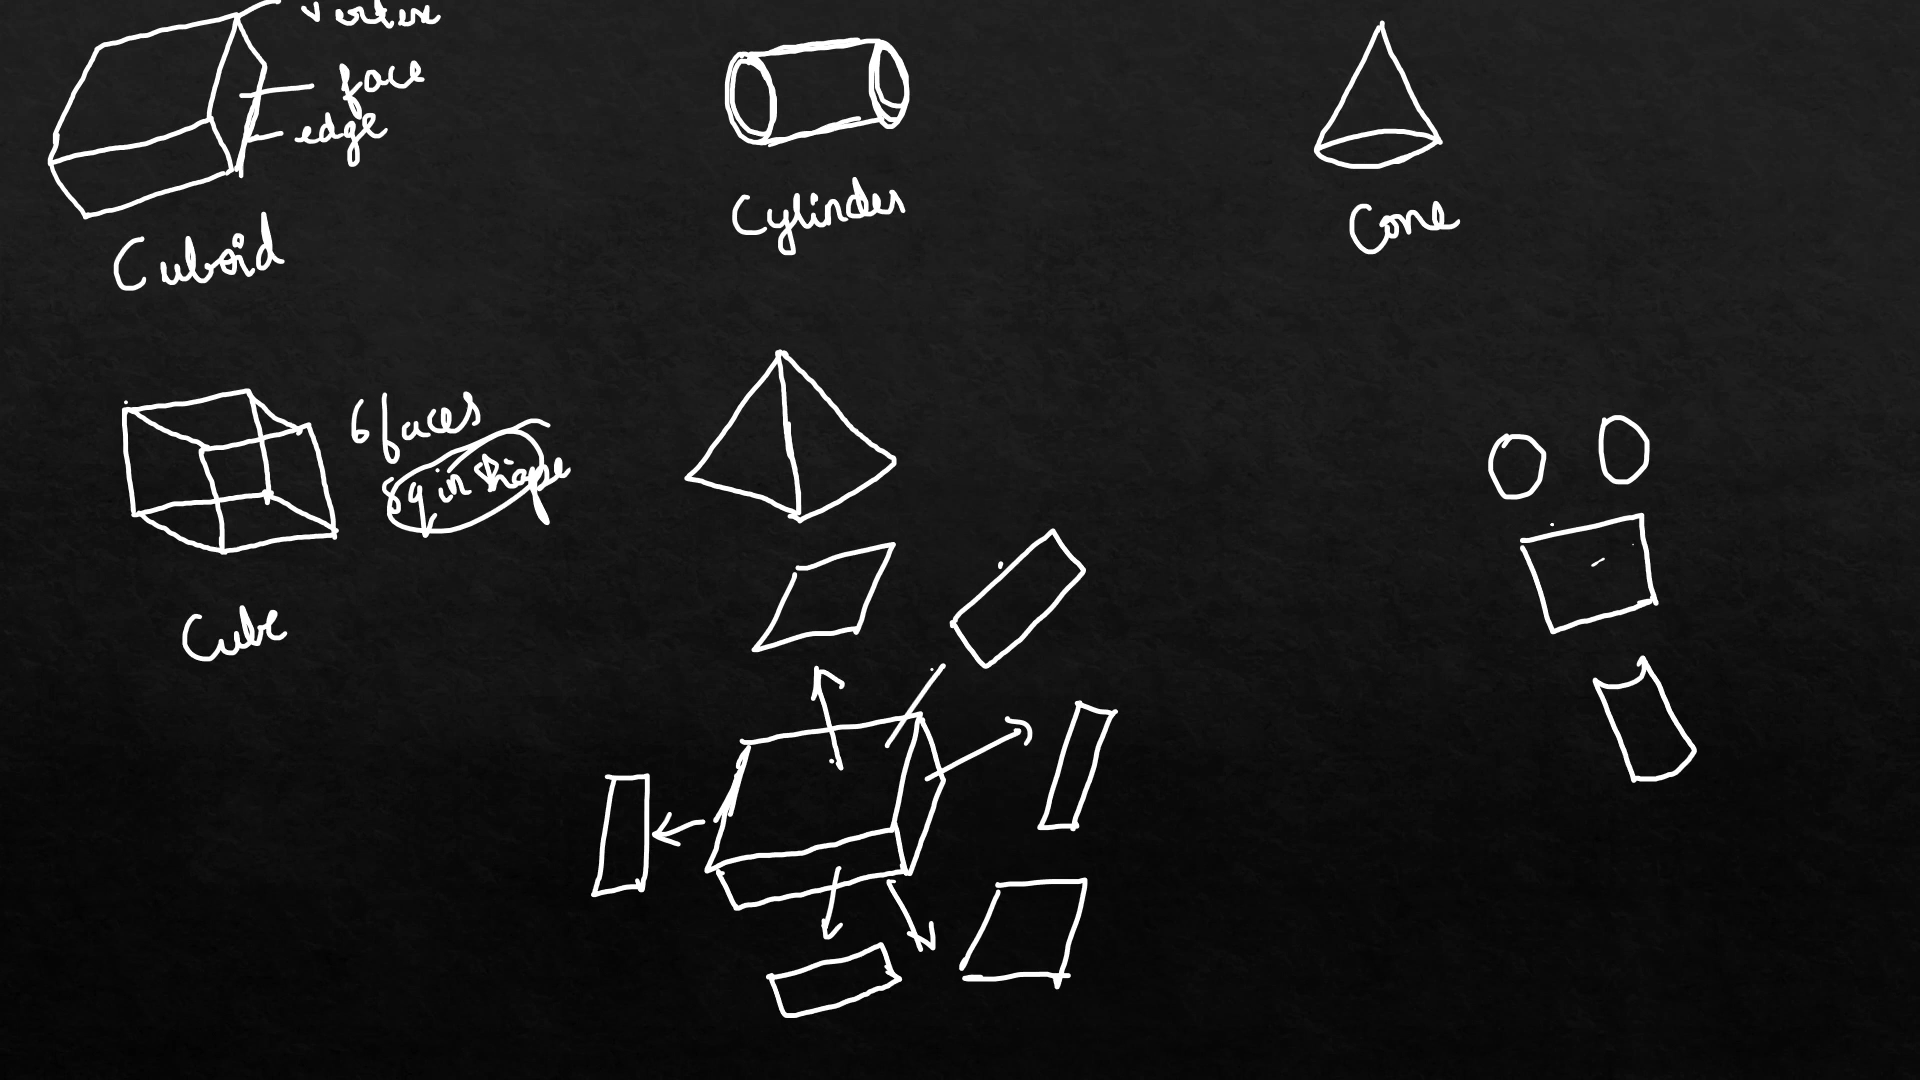 Vertex
face
edge
Cuboid
Cylinder
Cone
6 faces
Sq in shape
Cube